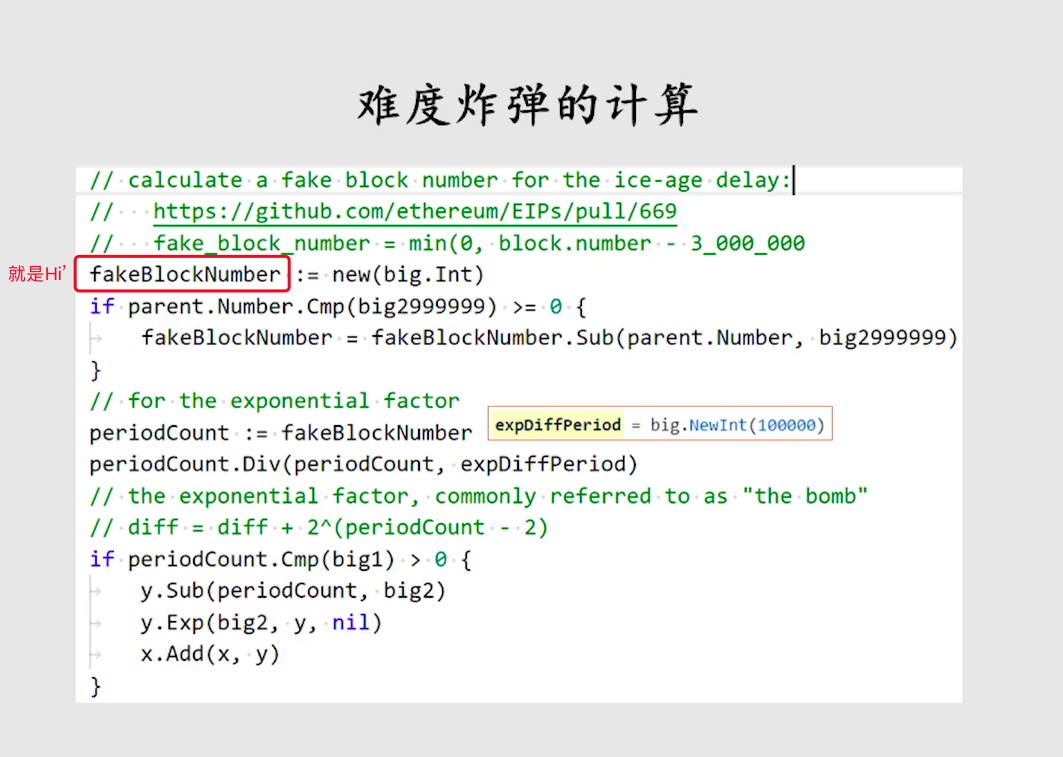 难度炸弹的计算
// calculate a fake block number for the ice-age delay:
// https://github.com/ethereum/EIPs/pull/669
// fake_block_number = min(0, block.number - 3_000_000
就是Hi’
fakeBlockNumber := new(big.Int)
if parent.Number.Cmp(big2999999) >= 0 {
fakeBlockNumber = fakeBlockNumber.Sub(parent.Number, big2999999)
}
// for the exponential factor
periodCount := fakeBlockNumber
expDiffPeriod = big.NewInt(100000)
periodCount.Div(periodCount, expDiffPeriod)
// the exponential factor, commonly referred to as "the bomb"
// diff = diff + 2^(periodCount - 2)
if periodCount.Cmp(big1) > 0 {
y.Sub(periodCount, big2)
y.Exp(big2, y, nil)
x.Add(x, y)
}